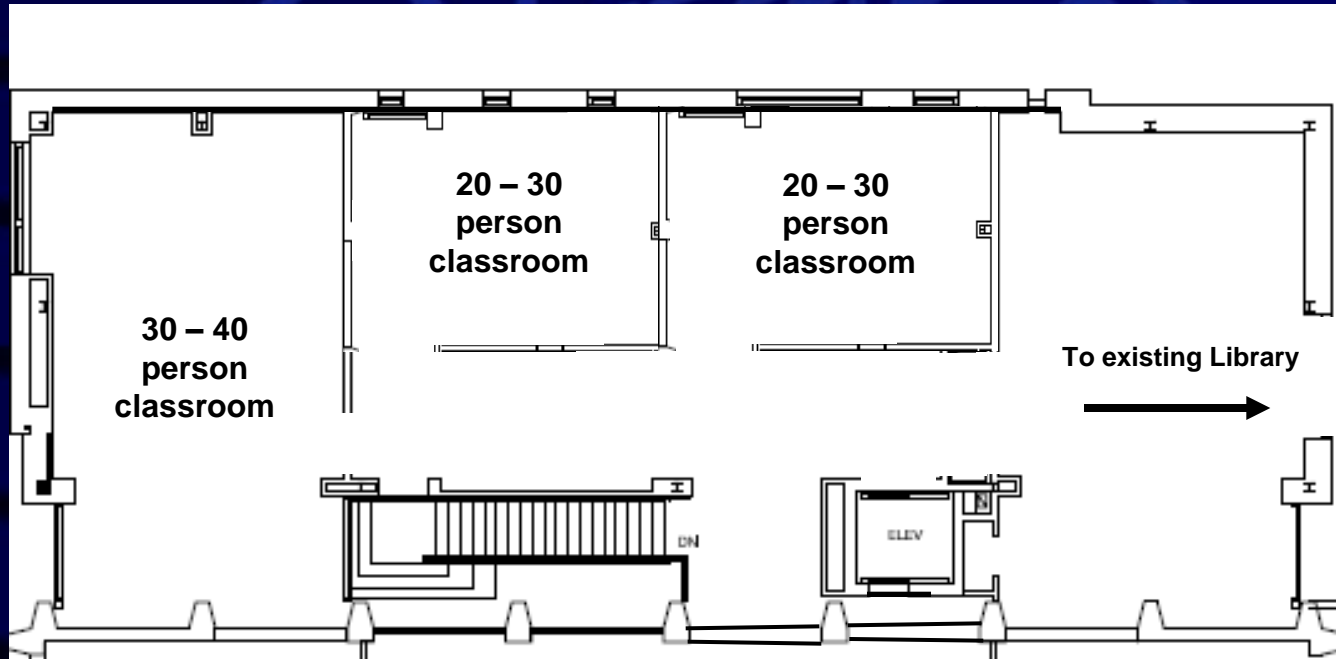 20 – 30
person
classroom
20 – 30
person
classroom
30 – 40
person
classroom
To existing Library
DN
ELEV